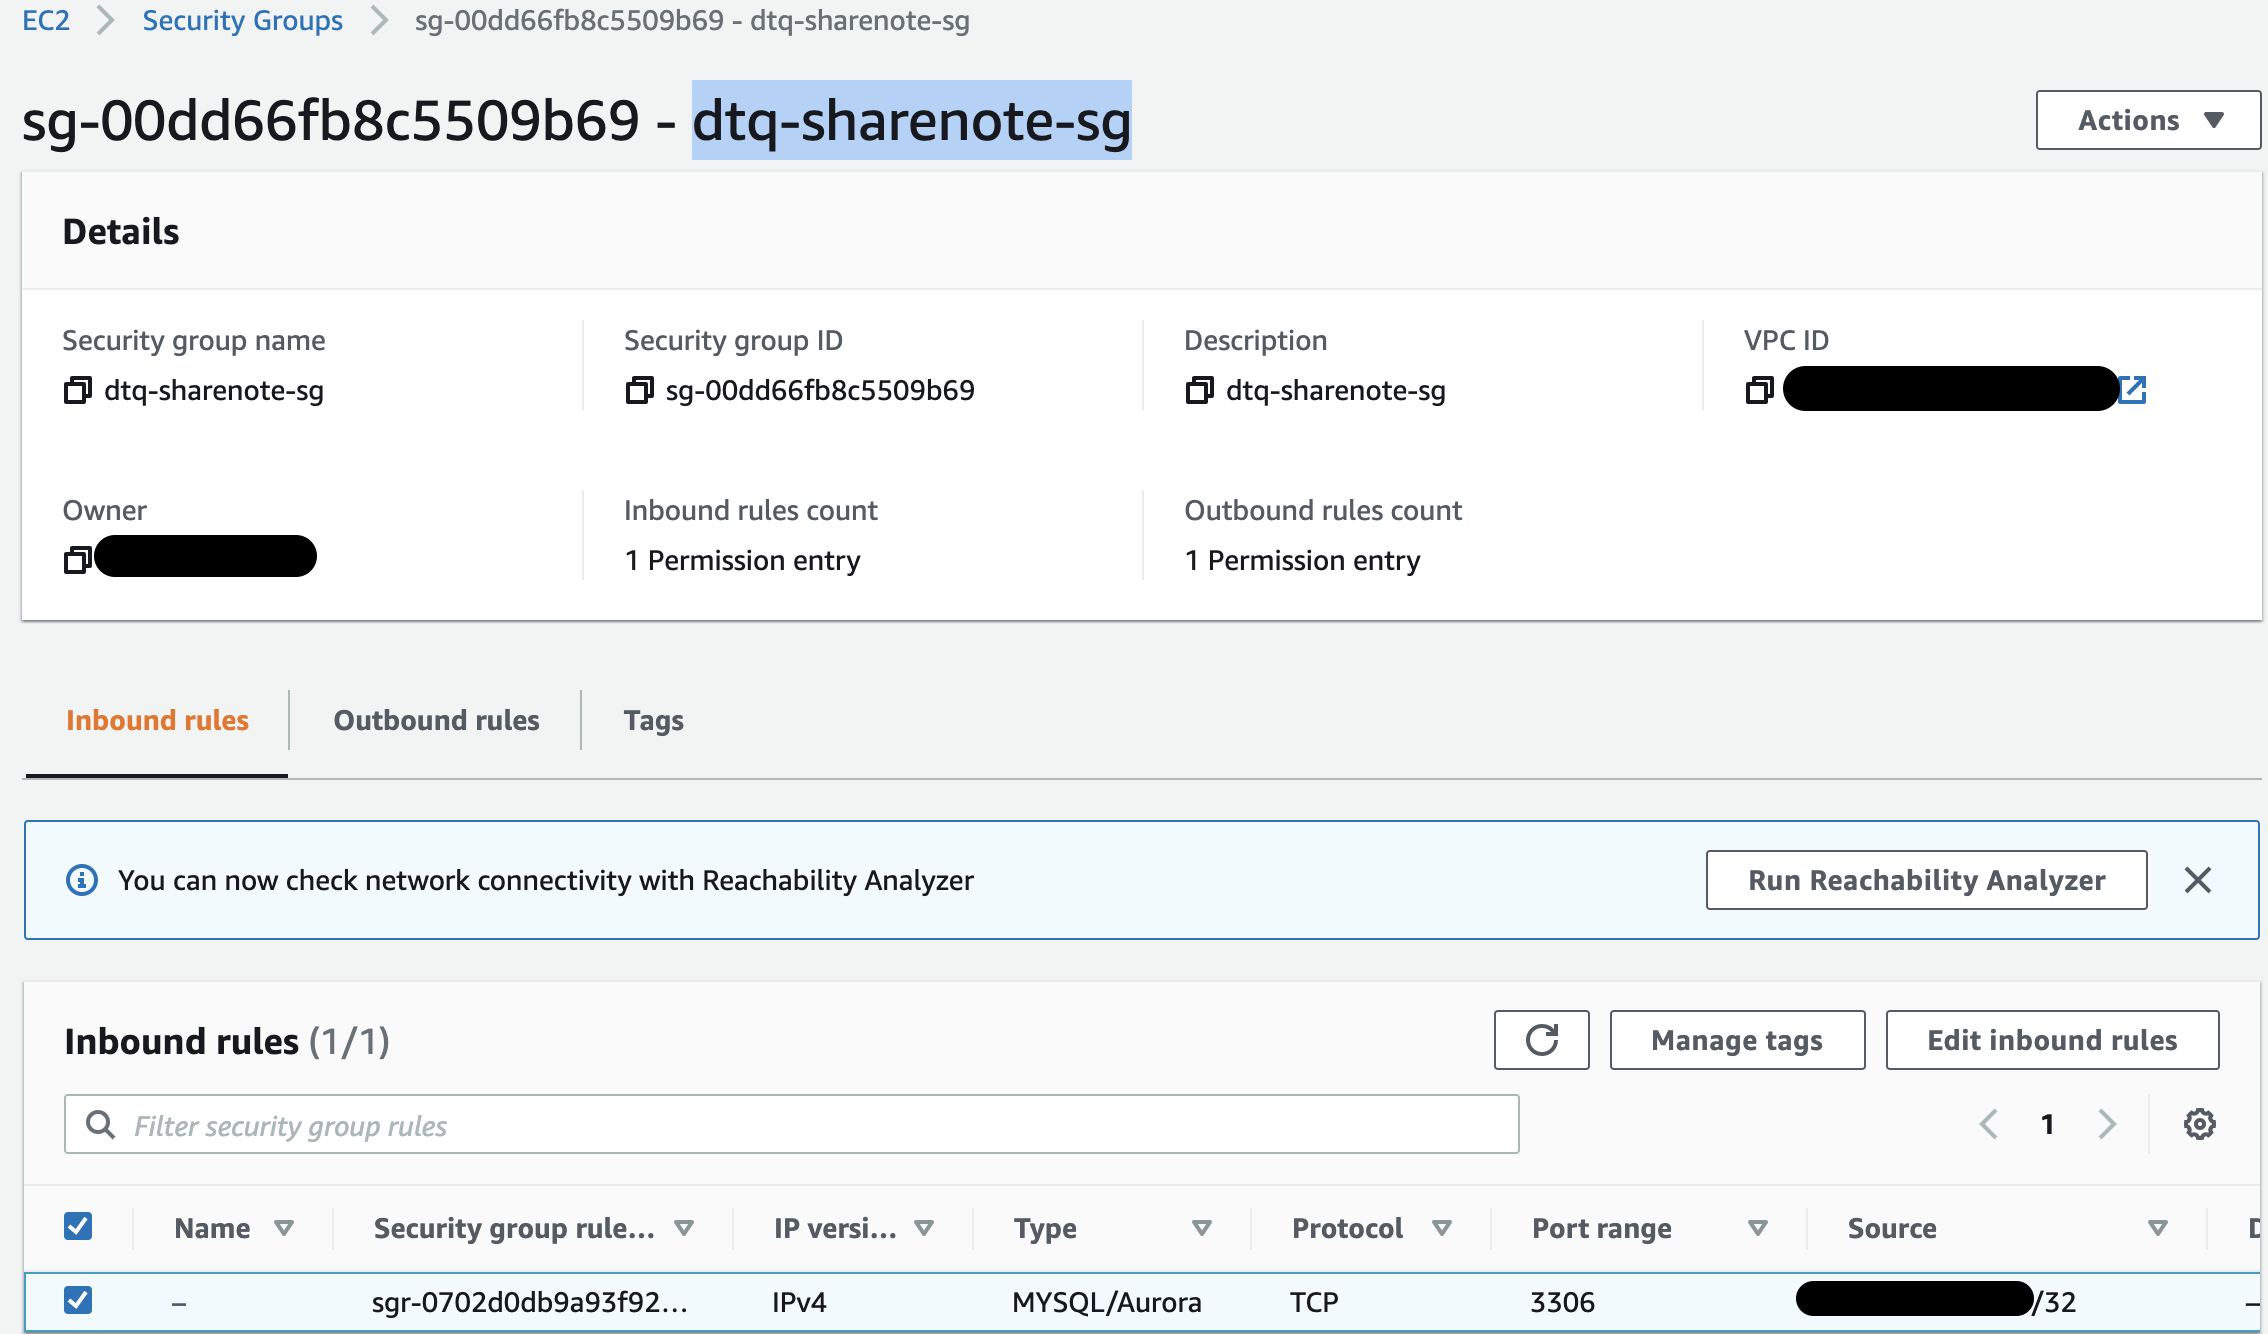 EC2 > Security Groups > sg-00dd66fb8c5509b69 - dtq-sharenote-sg
sg-00dd66fb8c5509b69 - dtq-sharenote-sg
Actions
Details
Security group name
dtq-sharenote-sg
Security group ID
sg-00dd66fb8c5509b69
Description
dtq-sharenote-sg
VPC ID
Owner
Inbound rules count
1 Permission entry
Outbound rules count
1 Permission entry
Inbound rules Outbound rules Tags
You can now check network connectivity with Reachability Analyzer
Run Reachability Analyzer
Inbound rules (1/1)
Manage tags
Edit inbound rules
Filter security group rules
1
Name Security group rule... IP versi... Type Protocol Port range Source
– sgr-0702d0db9a93f92... IPv4 MYSQL/Aurora TCP 3306 /32 –